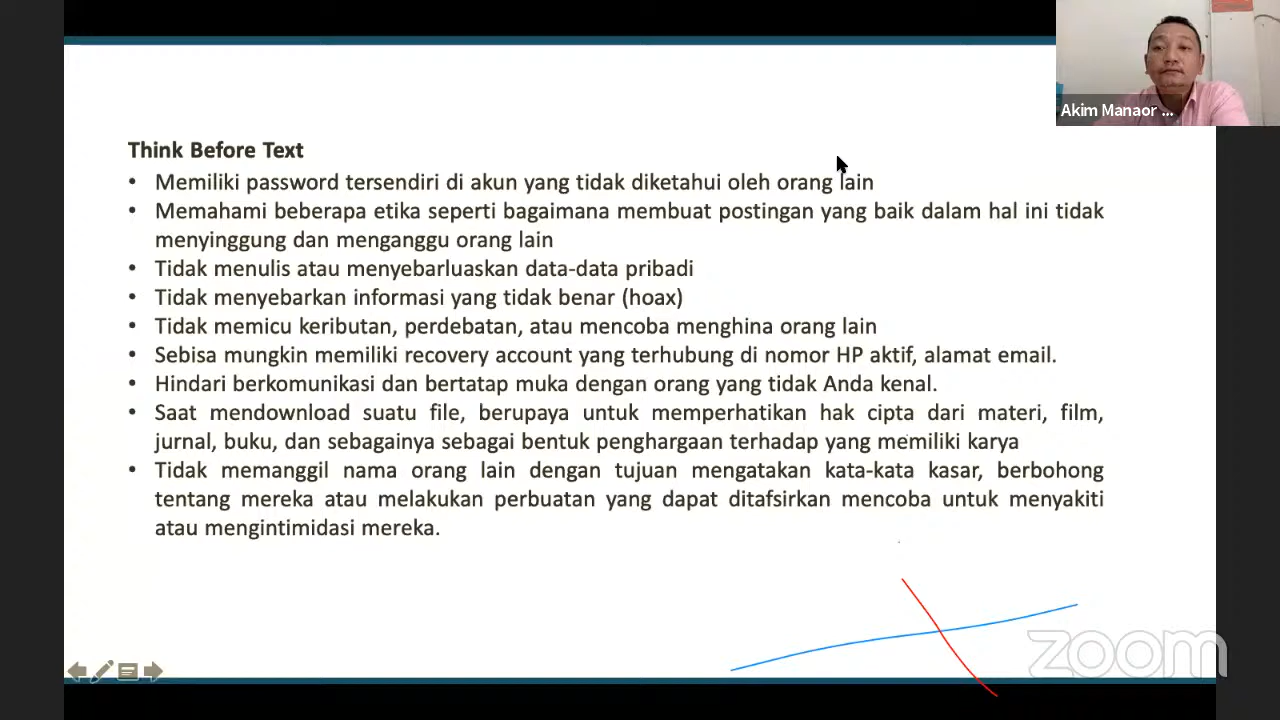 Akim Manaor ...
Think Before Text
• Memiliki password tersendiri di akun yang tidak diketahui oleh orang lain
• Memahami beberapa etika seperti bagaimana membuat postingan yang baik dalam hal ini tidak
menyinggung dan menganggu orang lain
• Tidak menulis atau menyebarluaskan data-data pribadi
• Tidak menyebarkan informasi yang tidak benar (hoax)
• Tidak memicu keributan, perdebatan, atau mencoba menghina orang lain
• Sebisa mungkin memiliki recovery account yang terhubung di nomor HP aktif, alamat email.
• Hindari berkomunikasi dan bertatap muka dengan orang yang tidak Anda kenal.
• Saat mendownload suatu file, berupaya untuk memperhatikan hak cipta dari materi, film,
jurnal, buku, dan sebagainya sebagai bentuk penghargaan terhadap yang memiliki karya
• Tidak memanggil nama orang lain dengan tujuan mengatakan kata-kata kasar, berbohong
tentang mereka atau melakukan perbuatan yang dapat ditafsirkan mencoba untuk menyakiti
atau mengintimidasi mereka.
zoom